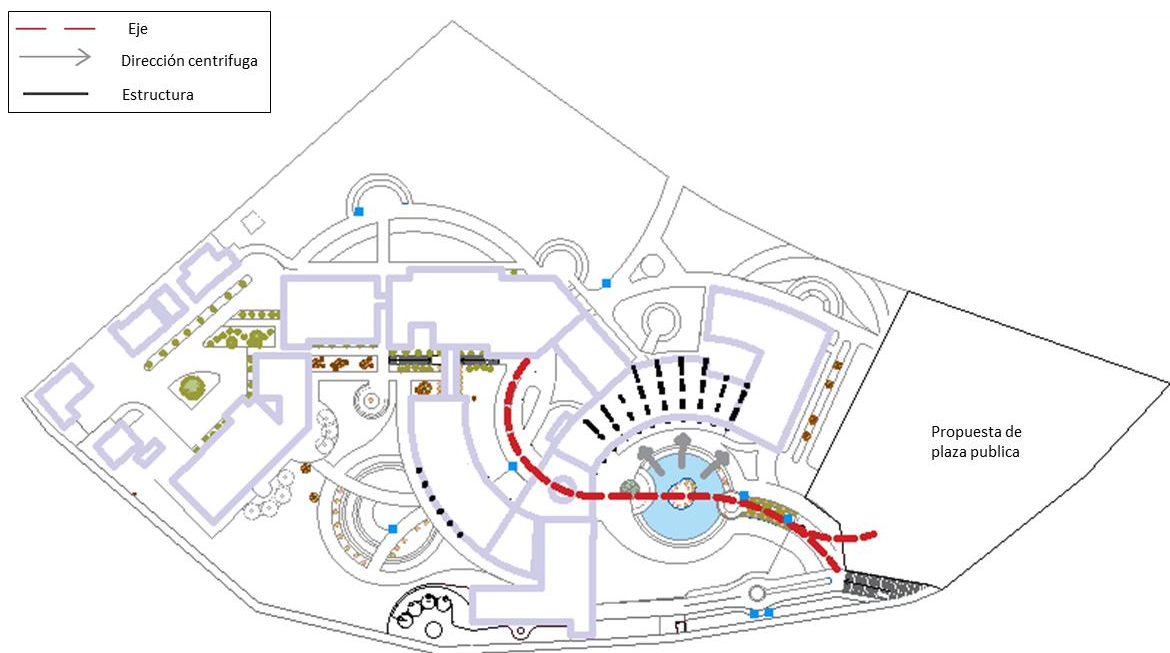 Eje
Dirección centrifuga
Estructura
Propuesta de
plaza publica